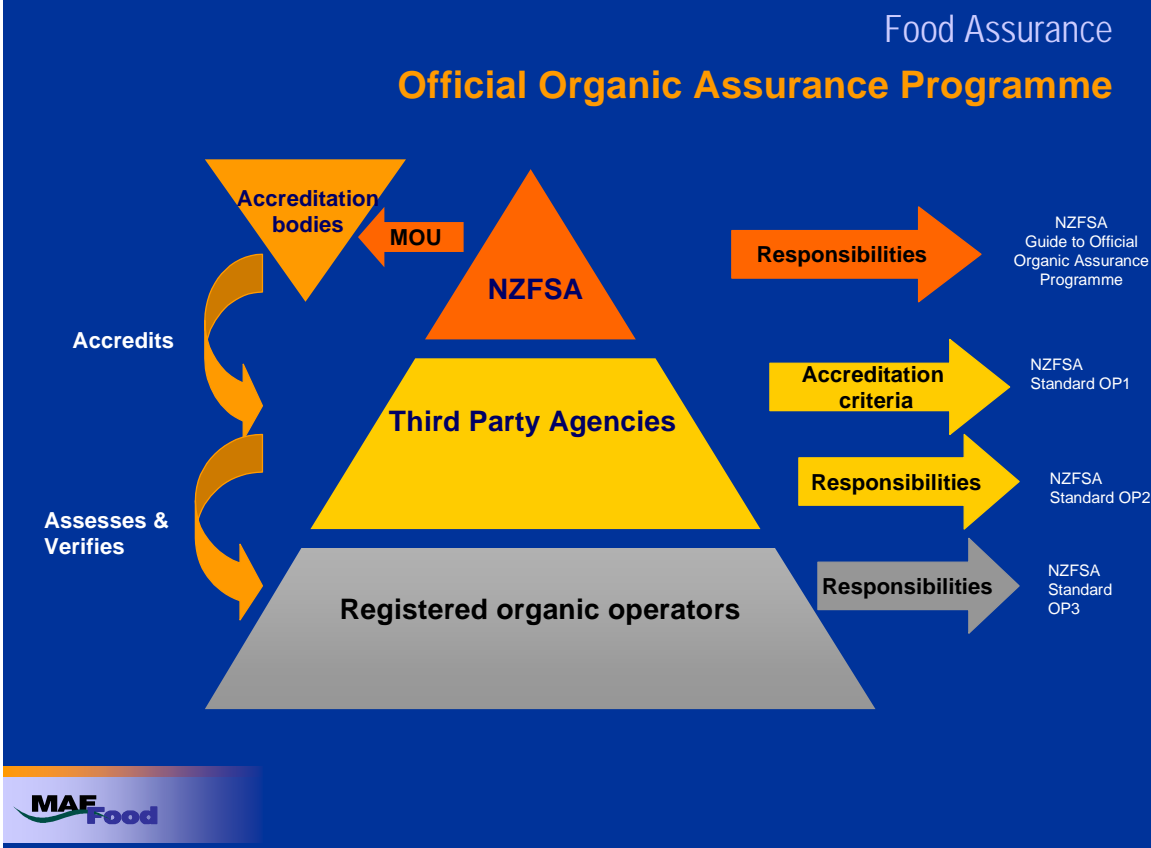 Food Assurance
Official Organic Assurance Programme
Accreditation
bodies
MOU
NZFSA
Responsibilities
NZFSA
Guide to Official
Organic Assurance
Programme
Accredits
Third Party Agencies
Accreditation
criteria
NZFSA
Standard OP1
Responsibilities
NZFSA
Standard OP2
Assesses &
Verifies
Registered organic operators
Responsibilities
NZFSA
Standard
OP3
MAF
Food